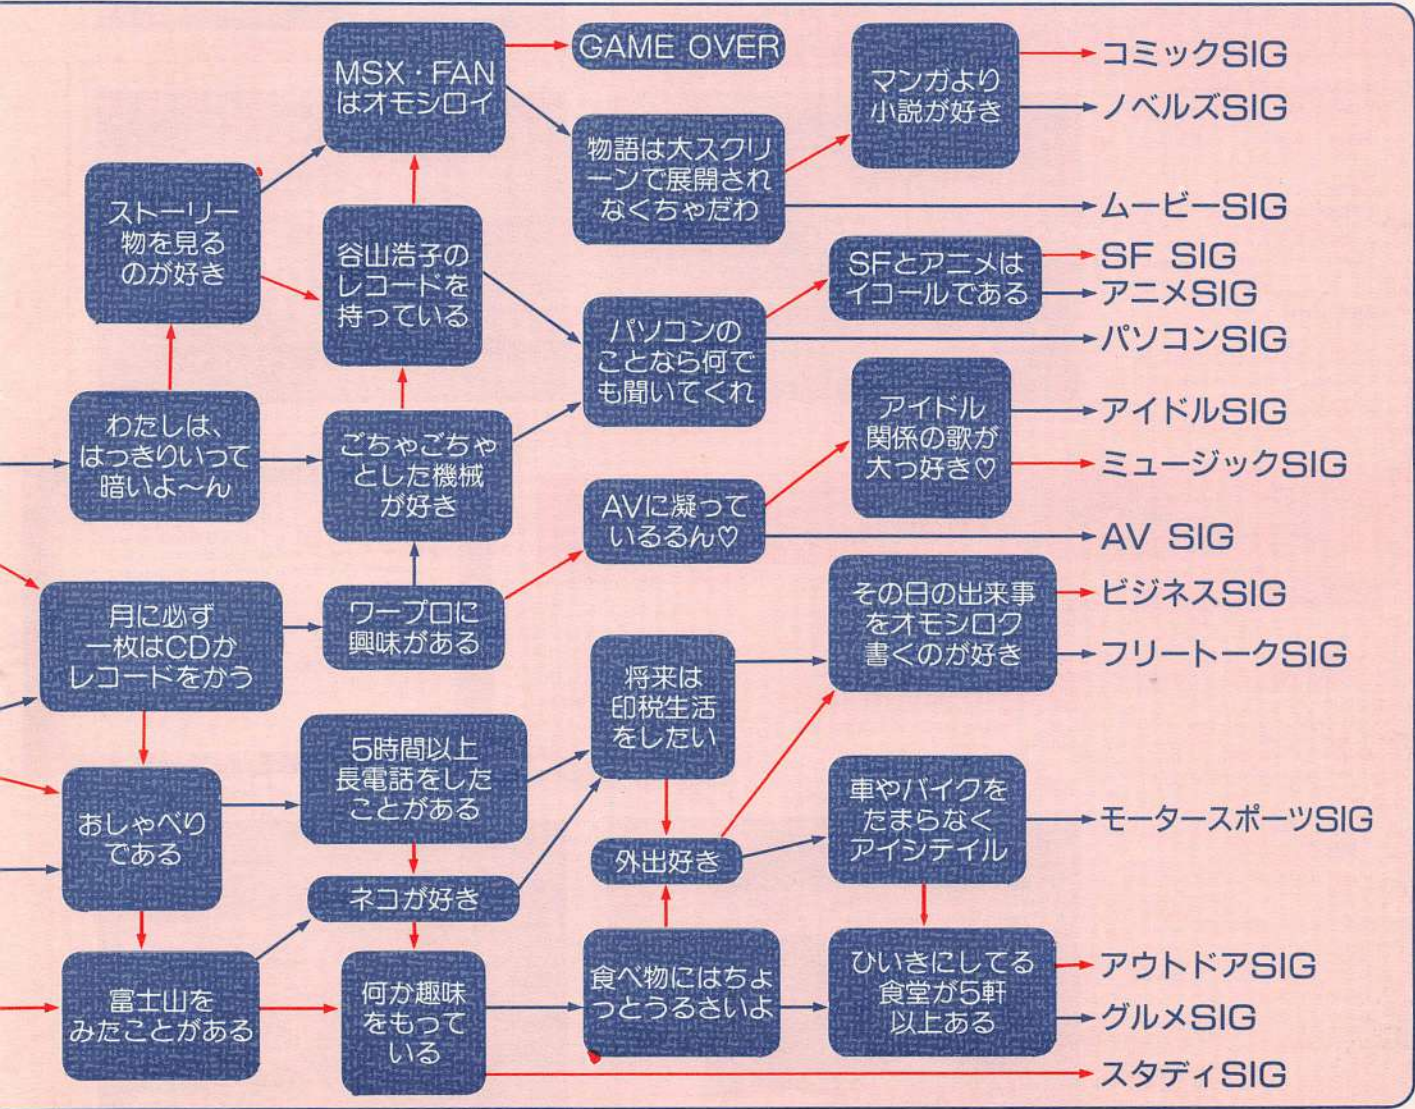 MSX・FAN
はオモシロイ
GAME OVER
マンガより
小説が好き
コミックSIG
ノベルズSIG
物語は大スクリ
ーンで展開され
なくちゃだわ
ムービーSIG
ストーリー
物を見る
のが好き
谷山浩子の
レコードを
持っている
SFとアニメは
イコールである
SF SIG
アニメSIG
パソコンの
ことなら何で
も聞いてくれ
パソコンSIG
わたしは、
はっきりいって
暗いよ〜ん
ごちゃごちゃ
とした機械
が好き
アイドル
関係の歌が
大っ好き♡
アイドルSIG
ミュージックSIG
AVに凝って
いるるん♡
AV SIG
月に必ず
一枚はCDか
レコードをかう
ワープロに
興味がある
その日の出来事
をオモシロク
書くのが好き
ビジネスSIG
フリートークSIG
将来は
印税生活
をしたい
5時間以上
長電話をした
ことがある
おしゃべり
である
ネコが好き
外出好き
車やバイクを
たまらなく
アイシテイル
モータースポーツSIG
富士山を
みたことがある
何か趣味
をもって
いる
食べ物にはちょ
っとうるさいよ
ひいきにしてる
食堂が5軒
以上ある
アウトドアSIG
グルメSIG
スタディSIG